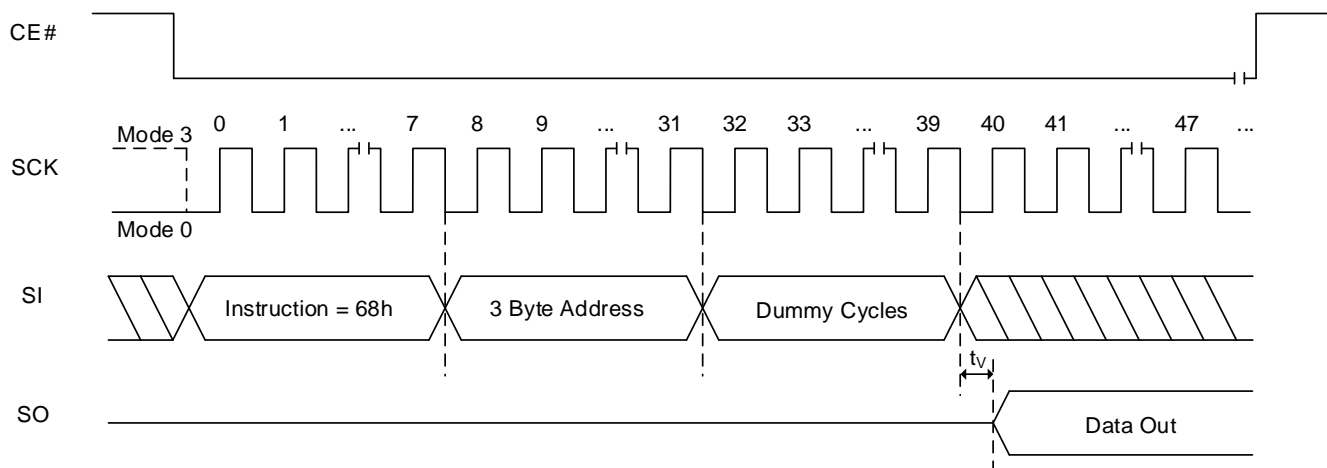 CE#
Mode 3 0 1 ... 7 8 9 ... 31 32 33 ... 39 40 41 ... 47 ...
SCK
Mode 0
SI Instruction = 68h 3 Byte Address Dummy Cycles
tV
SO Data Out